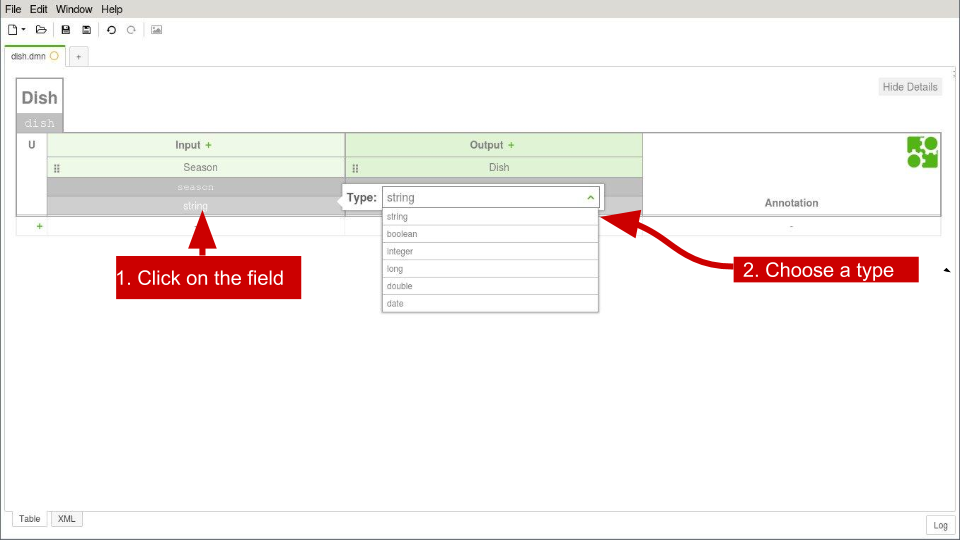 File Edit Window Help
dish.dmn +
Hide Details
Dish
dish
U Input + Output +
Season Dish
season
string
Type: string
Annotation
string
+ - -
boolean
integer
long
double
date
1. Click on the field
2. Choose a type
Table XML
Log